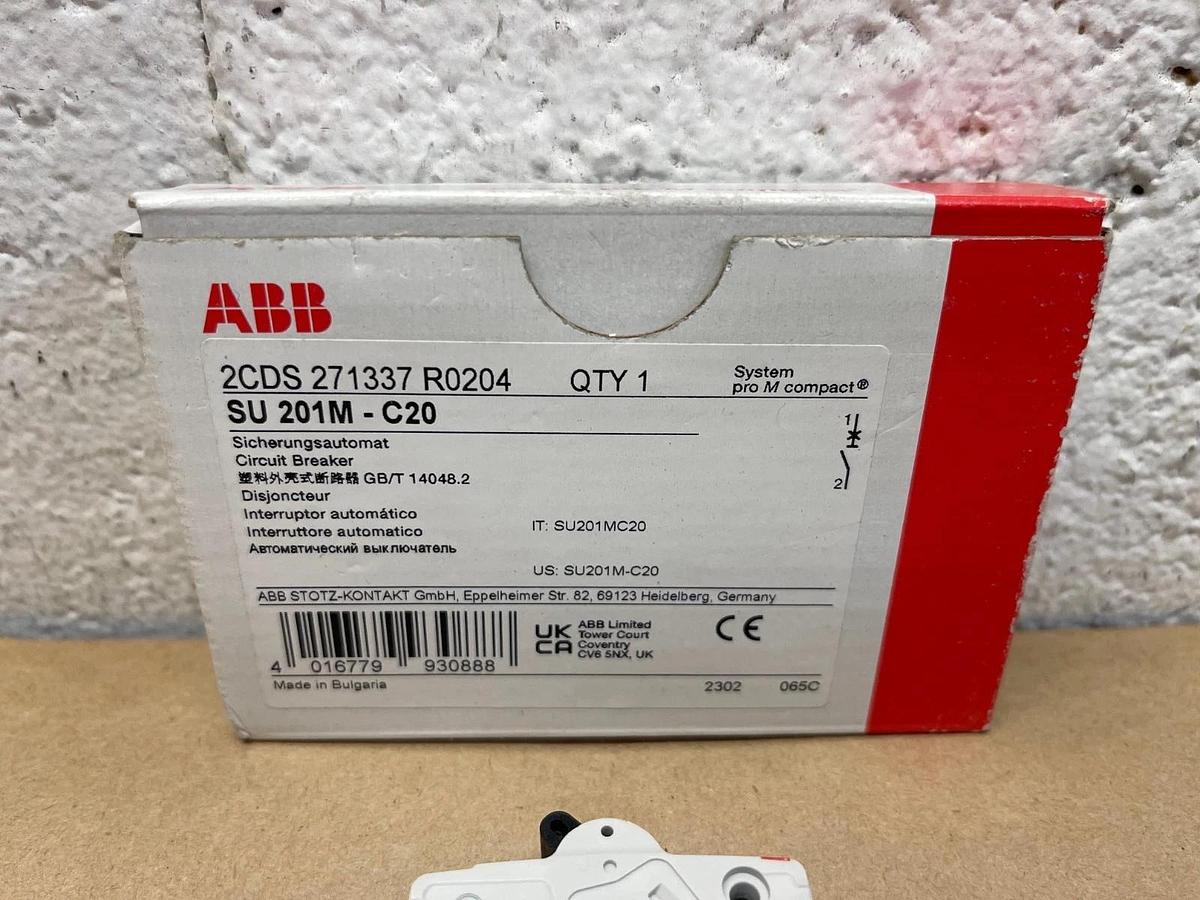 ABB
2CDS 271337 R0204 QTY 1
System
pro M compact®
SU 201M - C20
1
2
Sicherungsautomat
Circuit Breaker
塑料外壳式断路器 GB/T 14048.2
Disjoncteur
Interruptor automático
Interruttore automatico
Автоматический выключатель
IT: SU201MC20
US: SU201M-C20
ABB STOTZ-KONTAKT GmbH, Eppelheimer Str. 82, 69123 Heidelberg, Germany
4 016779 930888
UK
CA
ABB Limited
Tower Court
Coventry
CV6 5NX, UK
CE
Made in Bulgaria
2302 065C